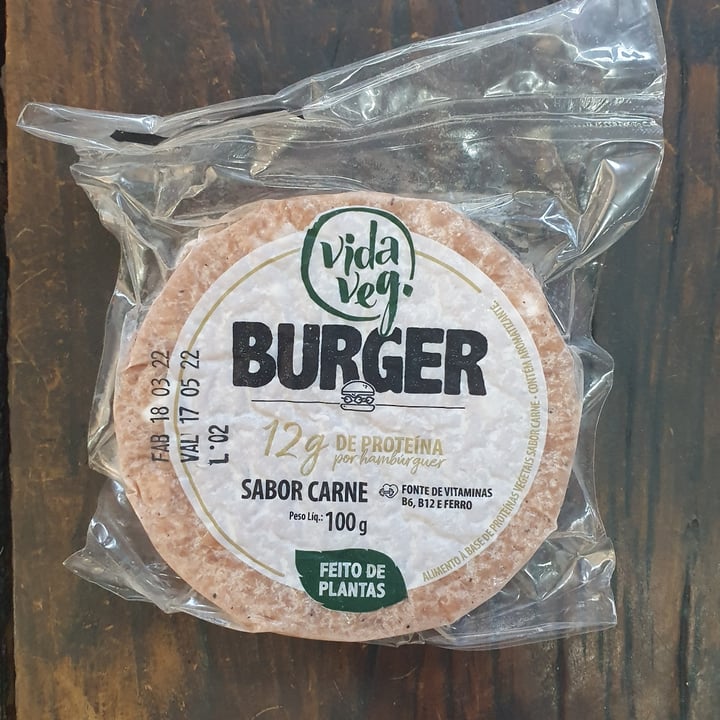 vida
veg.
BURGER
12g DE PROTEÍNA
por hambúrguer
SABOR CARNE
FONTE DE VITAMINAS
B6, B12 E FERRO
Peso Líq.: 100 g
FEITO DE
PLANTAS
ALIMENTO À BASE DE PROTEÍNAS VEGETAIS SABOR CARNE - CONTÉM AROMATIZANTE.
FAB 18 03 22
VAL 17 05 22
L.02